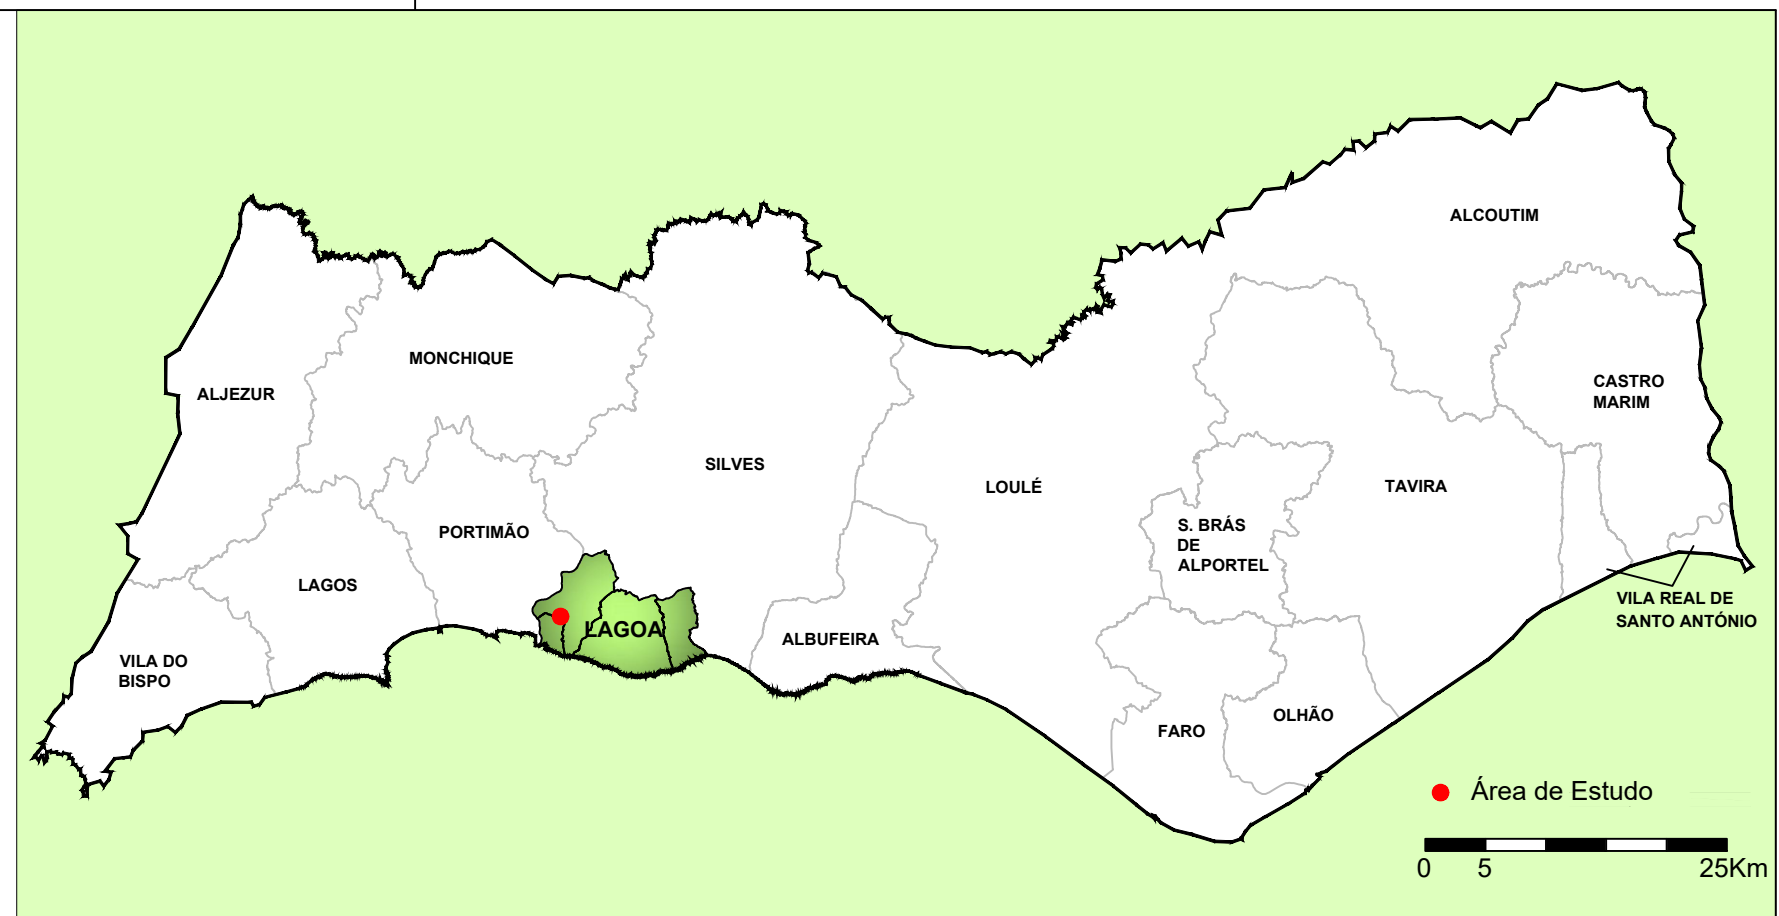 ALCOUTIM
MONCHIQUE
CASTRO
MARIM
ALJEZUR
SILVES
LOULÉ
TAVIRA
PORTIMÃO
S. BRÁS
DE
ALPORTEL
LAGOS
VILA REAL DE
SANTO ANTÓNIO
LAGOA
ALBUFEIRA
VILA DO
BISPO
OLHÃO
FARO
Área de Estudo
0 5 25Km